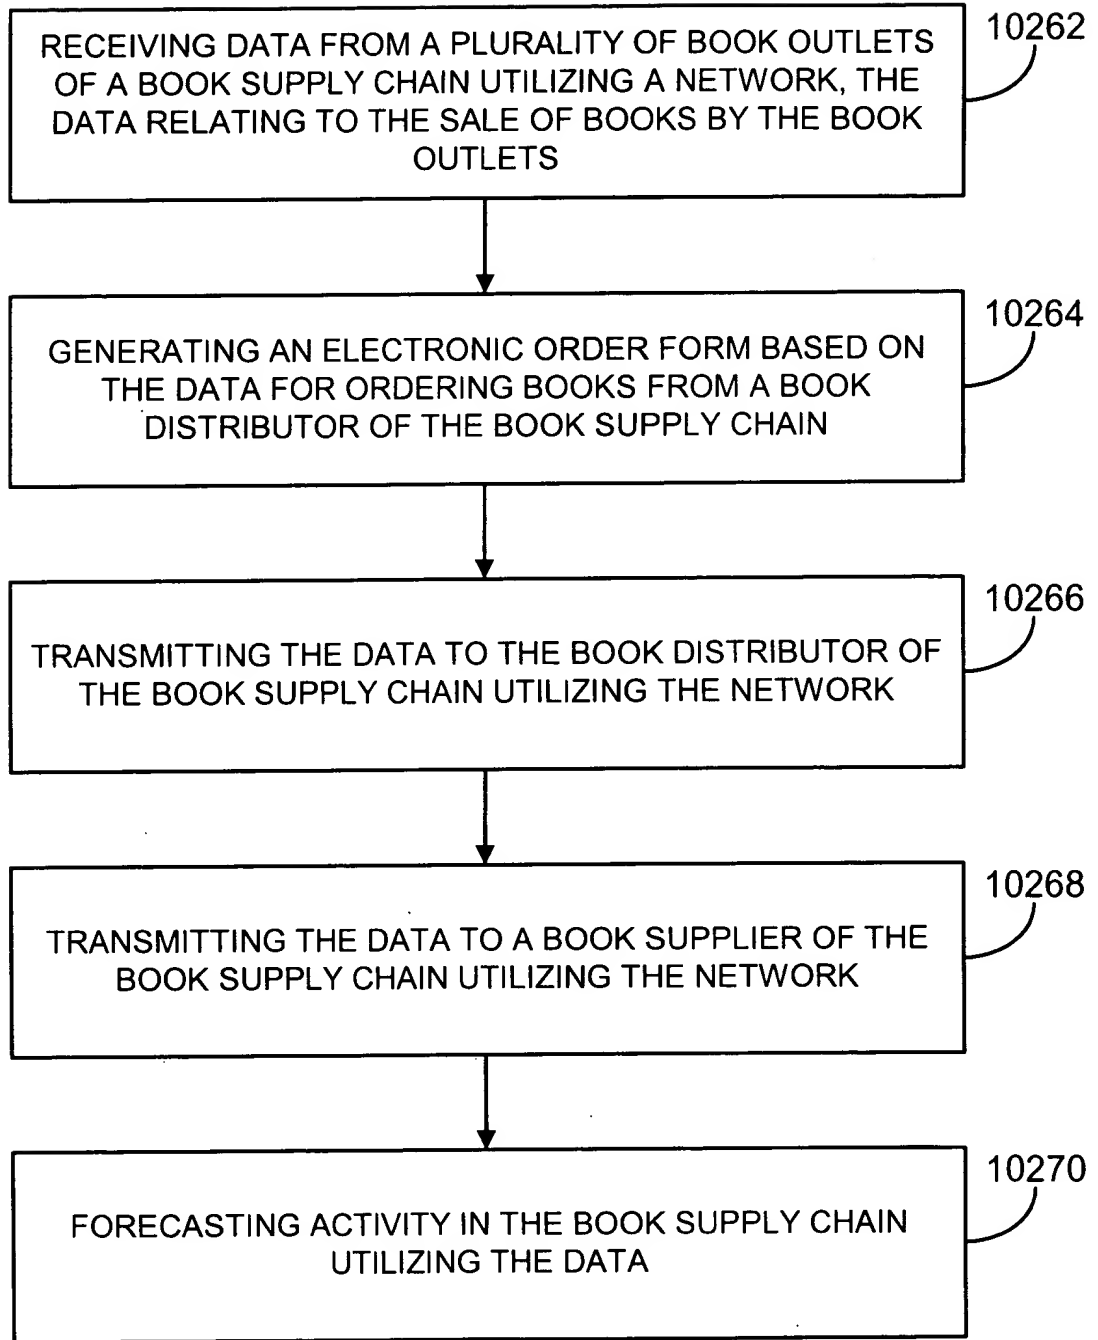 RECEIVING DATA FROM A PLURALITY OF BOOK OUTLETS
OF A BOOK SUPPLY CHAIN UTILIZING A NETWORK, THE
DATA RELATING TO THE SALE OF BOOKS BY THE BOOK
OUTLETS
10262
GENERATING AN ELECTRONIC ORDER FORM BASED ON
THE DATA FOR ORDERING BOOKS FROM A BOOK
DISTRIBUTOR OF THE BOOK SUPPLY CHAIN
10264
TRANSMITTING THE DATA TO THE BOOK DISTRIBUTOR OF
THE BOOK SUPPLY CHAIN UTILIZING THE NETWORK
10266
TRANSMITTING THE DATA TO A BOOK SUPPLIER OF THE
BOOK SUPPLY CHAIN UTILIZING THE NETWORK
10268
FORECASTING ACTIVITY IN THE BOOK SUPPLY CHAIN
UTILIZING THE DATA
10270